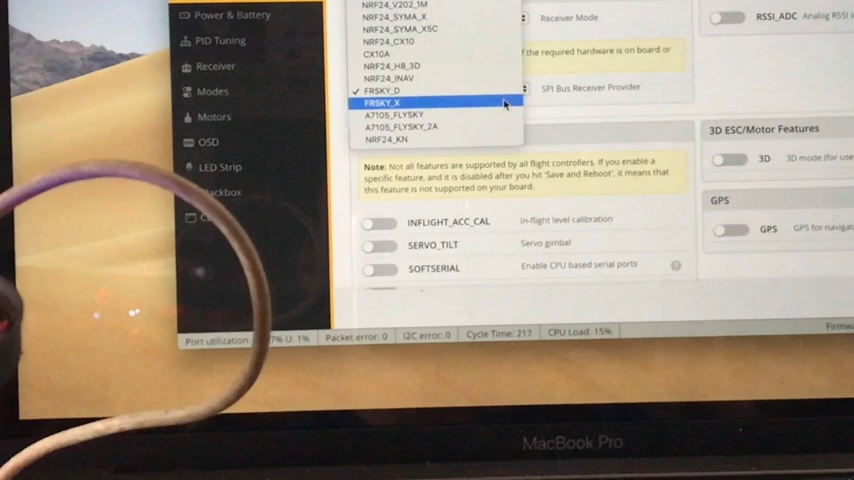 Power & Battery
PID Tuning
Receiver
Modes
Motors
OSD
LED Strip
NRF24_V202_1M
NRF24_SYMA_X
NRF24_SYMA_X5C
NRF24_CX10
CX10A
NRF24_H8_3D
NRF24_INAV
✓ FRSKY_D
FRSKY_X
A7105_FLYSKY
A7105_FLYSKY_2A
NRF24_KN
Receiver Mode
f the required hardware is on board or
SPI Bus Receiver Provider
Note: Not all features are supported by all flight controllers. If you enable a
specific feature, and it is disabled after you hit 'Save and Reboot', it means that
this feature is not supported on your board.
INFLIGHT_ACC_CAL In-flight level calibration
SERVO_TILT Servo gimbal
SOFTSERIAL Enable CPU based serial ports ?
RSSI_ADC Analog RSSI i
3D ESC/Motor Features
3D 3D mode (for use
GPS
GPS GPS for navigat
Port utilization: 7% U: 1% Packet error: 0 I2C error: 0 Cycle Time: 217 CPU Load: 15% Firmw
MacBook Pro